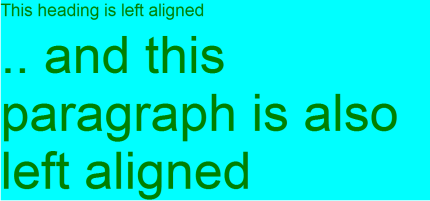 This heading is left aligned
.. and this
paragraph is also
left aligned